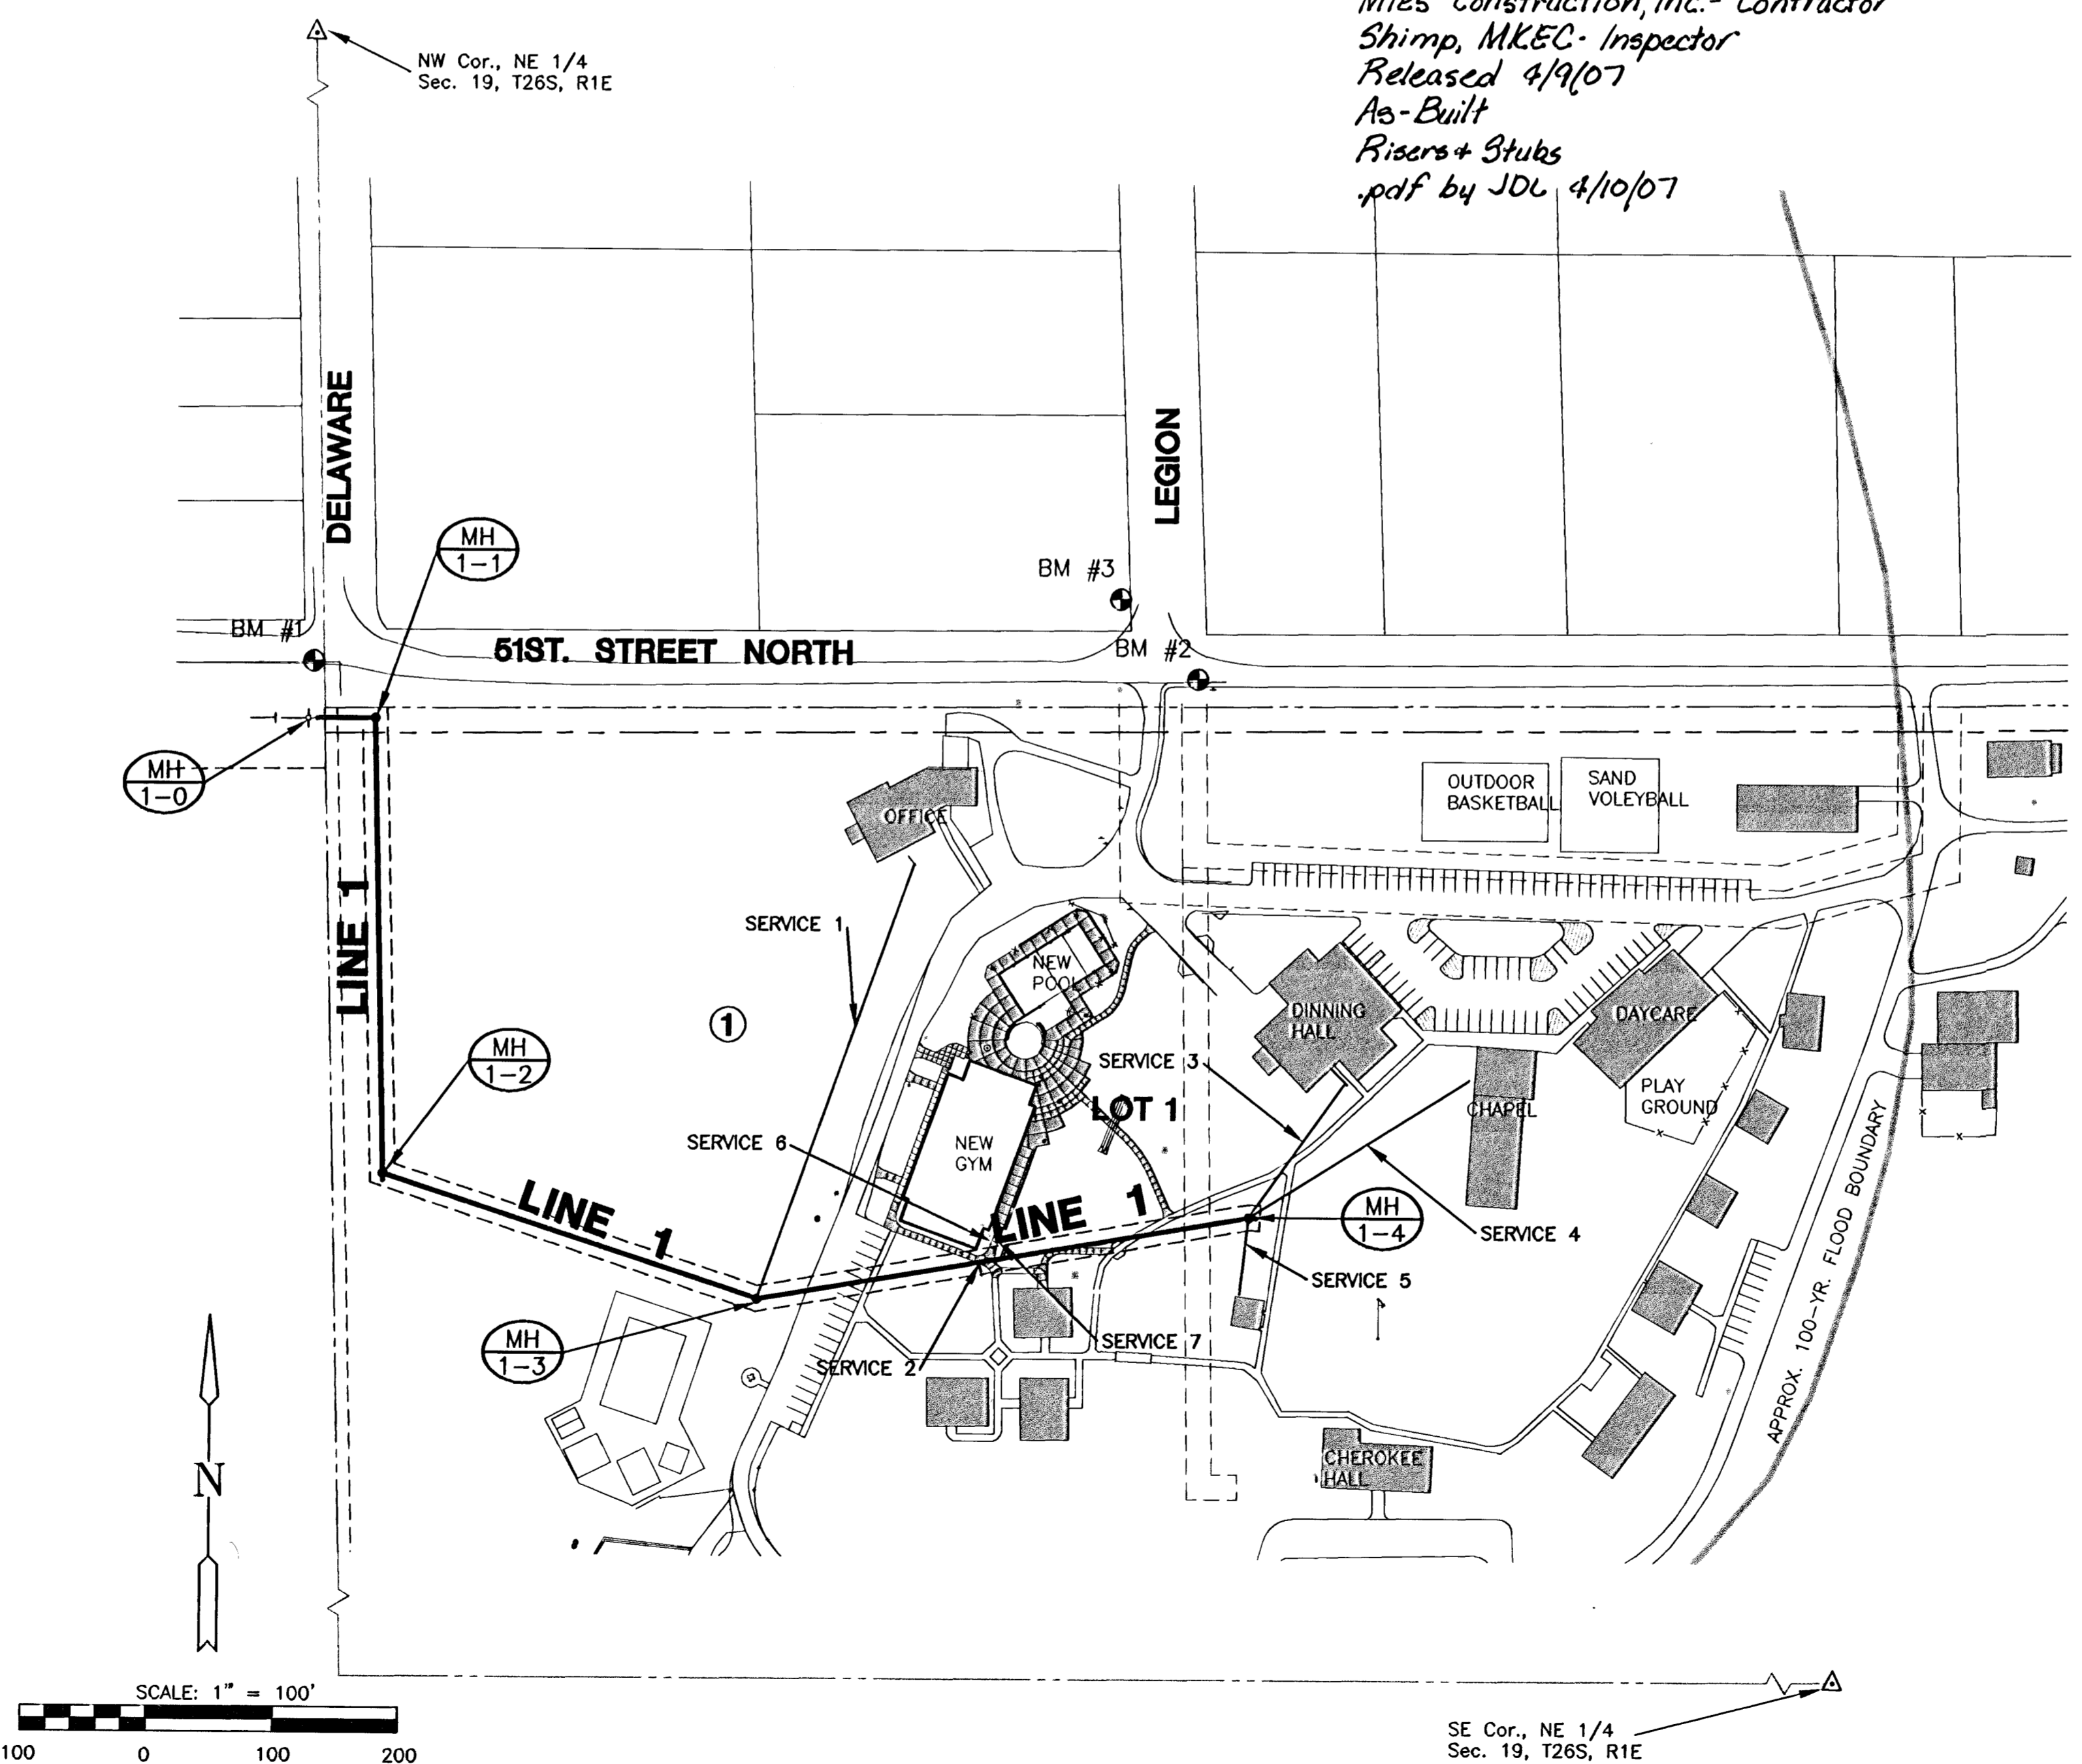 Mies Construction, Inc. - Contractor
Shimp, MKEC - Inspector
Released 4/9/07
As-Built
Risers + Stubs
.pdf by JDL 4/10/07
NW Cor., NE 1/4
Sec. 19, T26S, R1E
DELAWARE
LEGION
MH
1-1
BM #3
BM #1
51ST. STREET NORTH
BM #2
MH
1-0
OUTDOOR
BASKETBALL
SAND
VOLEYBALL
OFFICE
LINE 1
SERVICE 1
NEW
POOL
1
DINNING
HALL
DAYCARE
MH
1-2
SERVICE 3
PLAY
GROUND
CHAPEL
LOT 1
SERVICE 6
NEW
GYM
LINE 1
LINE 1
MH
1-4
SERVICE 4
SERVICE 5
APPROX. 100-YR. FLOOD BOUNDARY
MH
1-3
SERVICE 7
SERVICE 2
CHEROKEE
HALL
N
SCALE: 1" = 100'
100 0 100 200
SE Cor., NE 1/4
Sec. 19, T26S, R1E